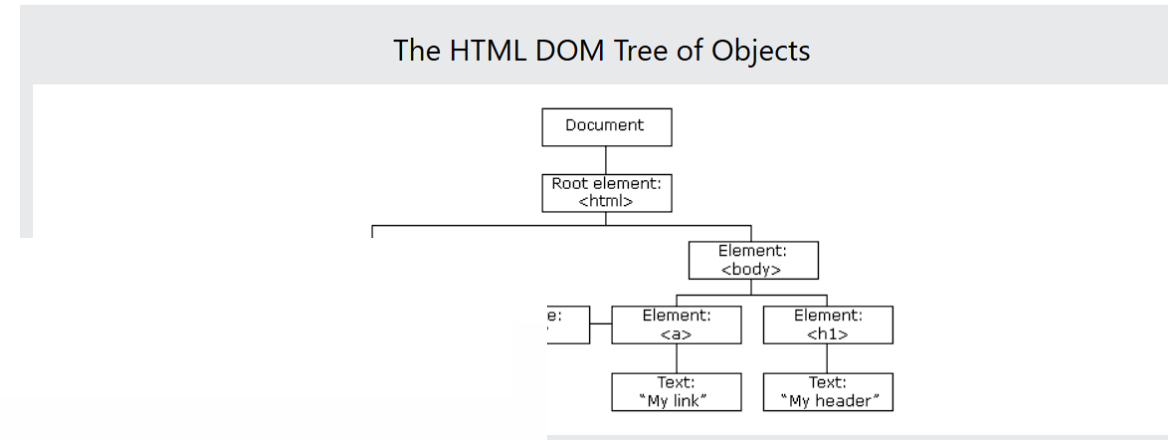 The HTML DOM Tree of Objects
Document
Root element:
<html>
Element:
<body>
Element:
<a>
Element:
<h1>
Text:
"My link"
Text:
"My header"